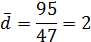 d̄ = 95/47 = 2